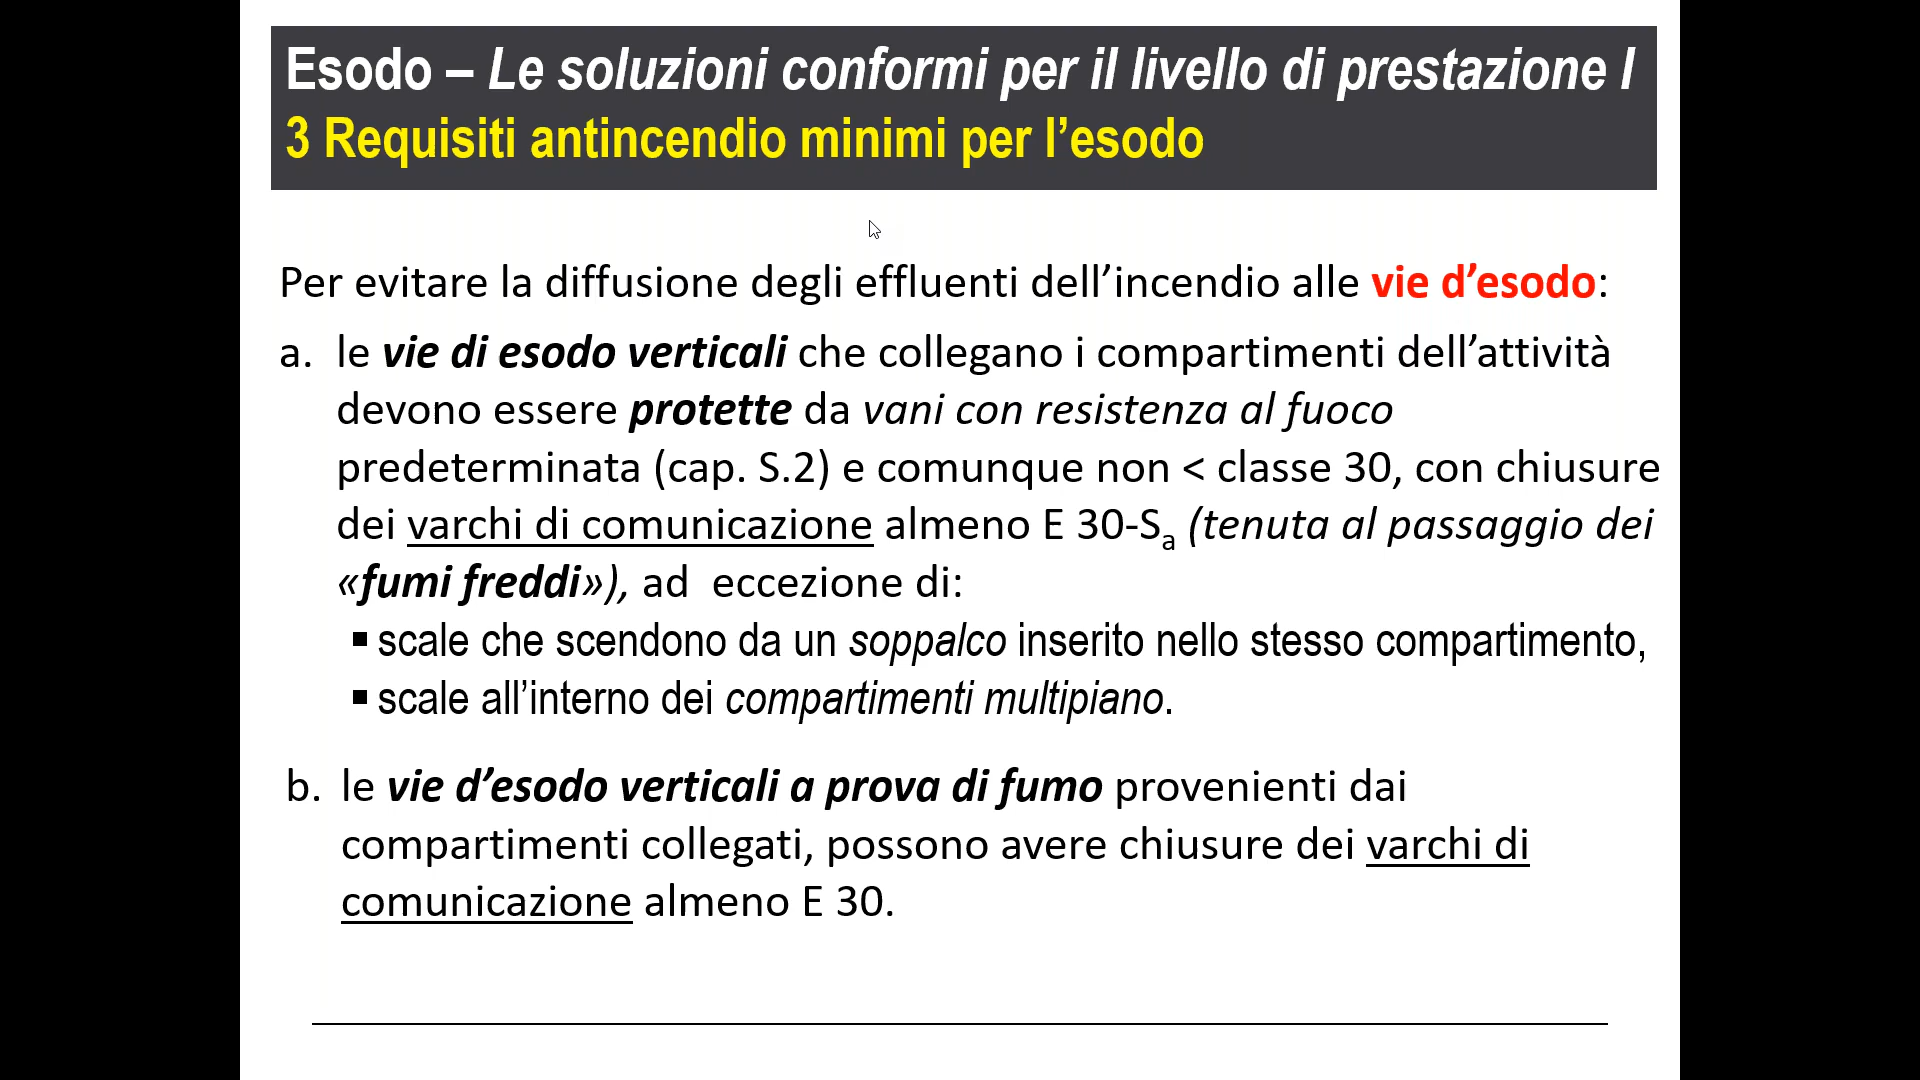 Esodo – Le soluzioni conformi per il livello di prestazione I
3 Requisiti antincendio minimi per l’esodo
Per evitare la diffusione degli effluenti dell’incendio alle vie d’esodo:
a. le vie di esodo verticali che collegano i compartimenti dell’attività
devono essere protette da vani con resistenza al fuoco
predeterminata (cap. S.2) e comunque non < classe 30, con chiusure
dei varchi di comunicazione almeno E 30-Sa (tenuta al passaggio dei
«fumi freddi»), ad eccezione di:
▪ scale che scendono da un soppalco inserito nello stesso compartimento,
▪ scale all’interno dei compartimenti multipiano.
b. le vie d’esodo verticali a prova di fumo provenienti dai
compartimenti collegati, possono avere chiusure dei varchi di
comunicazione almeno E 30.